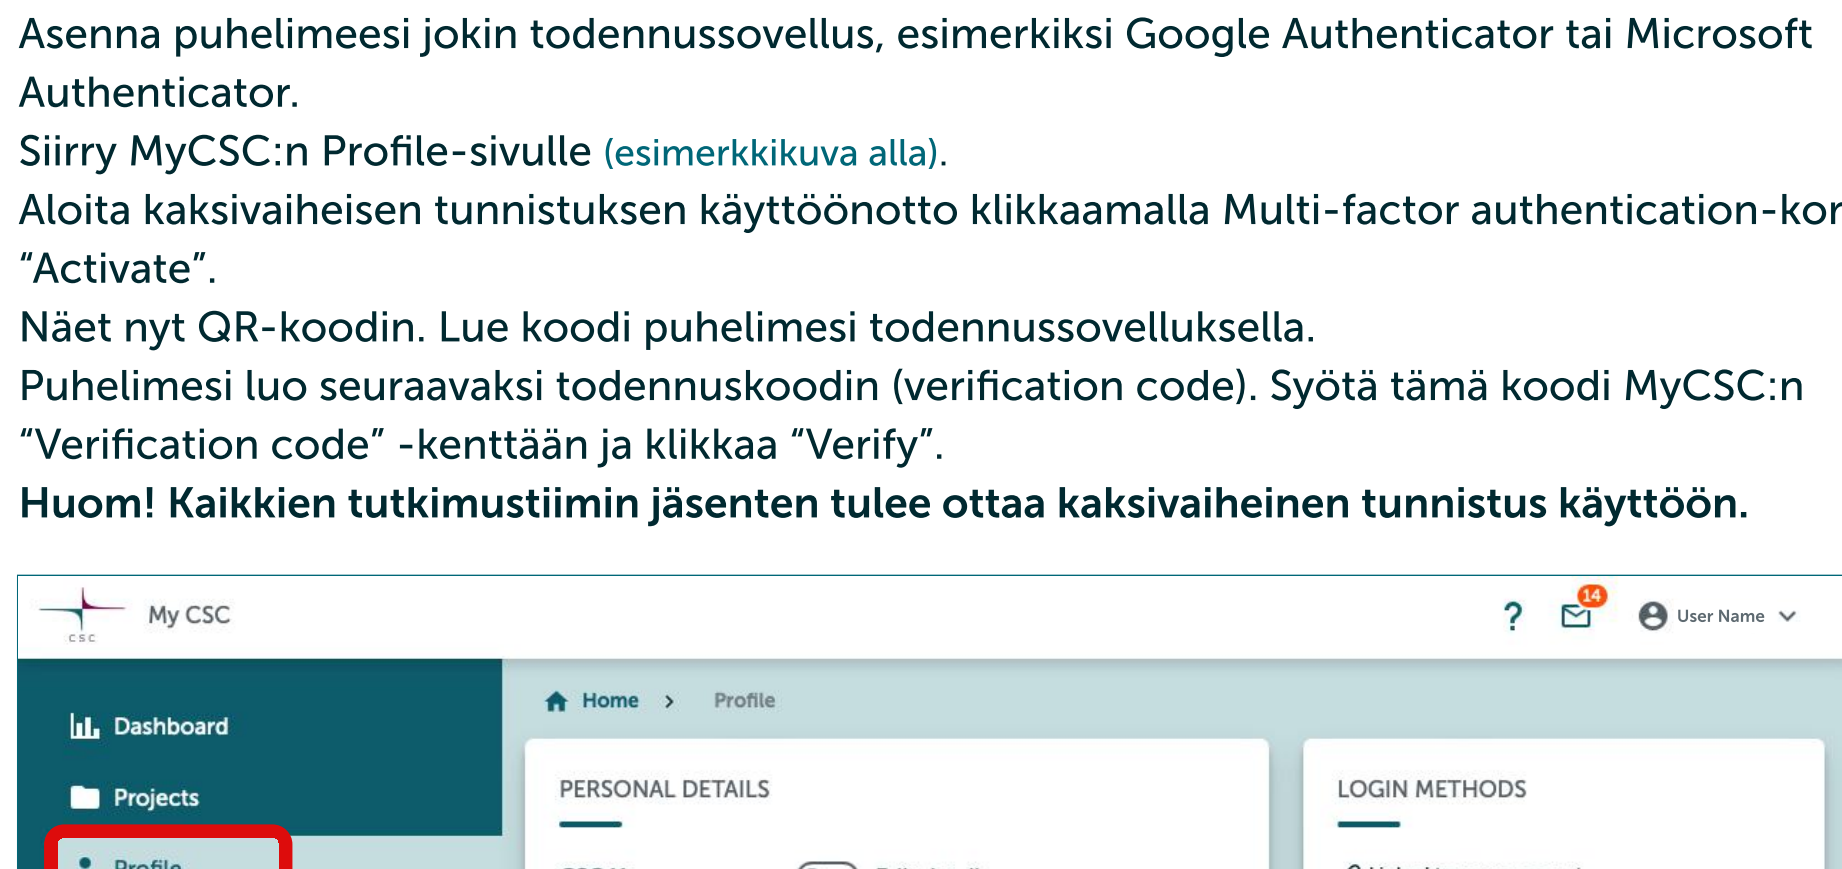 Asenna puhelimeesi jokin todennussovellus, esimerkiksi Google Authenticator tai Microsoft
Authenticator.
Siirry MyCSC:n Profile-sivulle (esimerkkikuva alla).
Aloita kaksivaiheisen tunnistuksen käyttöönotto klikkaamalla Multi-factor authentication-kor
“Activate”.
Näet nyt QR-koodin. Lue koodi puhelimesi todennussovelluksella.
Puhelimesi luo seuraavaksi todennuskoodin (verification code). Syötä tämä koodi MyCSC:n
“Verification code” -kenttään ja klikkaa “Verify”.
Huom! Kaikkien tutkimustiimin jäsenten tulee ottaa kaksivaiheinen tunnistus käyttöön.
CSC
My CSC
? 14 User Name
Home > Profile
Dashboard
Projects
Profile
PERSONAL DETAILS
LOGIN METHODS